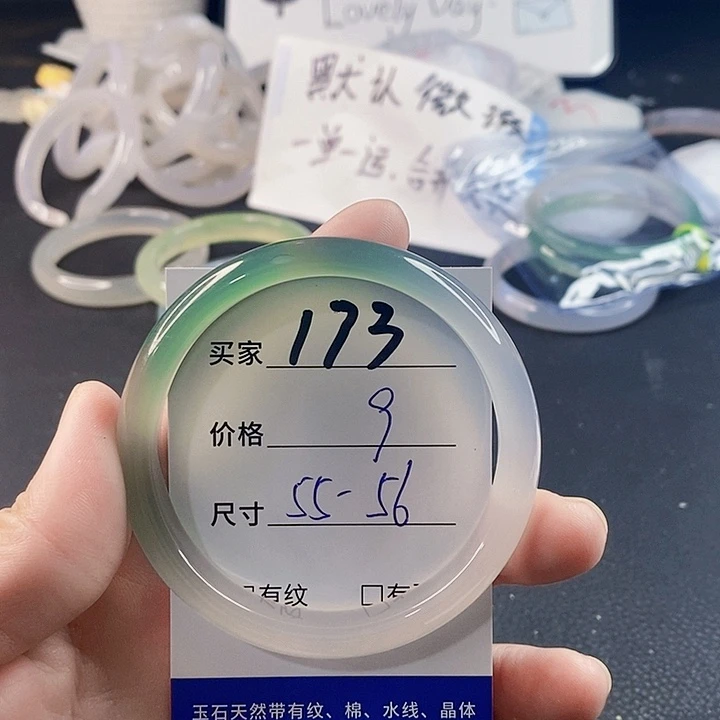 Lovely Day
默认微瑕
一单一运.合
买家 173
价格 9
尺寸 55-56
有纹 □有
玉石天然带有纹、棉、水线、晶体